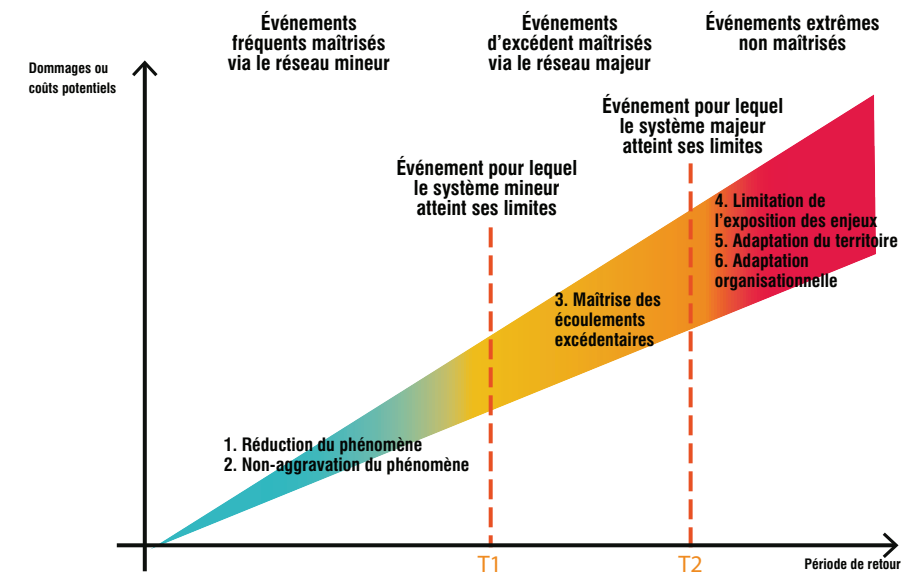 Événements
fréquents maîtrisés
via le réseau mineur
Événements
d'excédent maîtrisés
via le réseau majeur
Événements extrêmes
non maîtrisés
Dommages ou
coûts potentiels
Événement pour lequel
le système mineur
atteint ses limites
Événement pour lequel
le système majeur
atteint ses limites
1. Réduction du phénomène
2. Non-aggravation du phénomène
3. Maîtrise des
écoulements
excédentaires
4. Limitation de
l'exposition des enjeux
5. Adaptation du territoire
6. Adaptation
organisationnelle
T1
T2
Période de retour